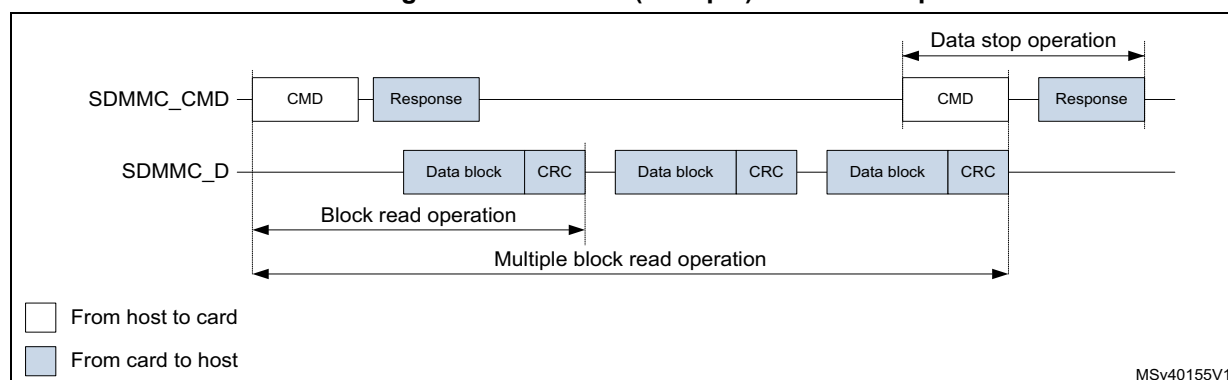 Data stop operation
SDMMC_CMD CMD Response CMD Response
SDMMC_D Data block CRC Data block CRC Data block CRC
Block read operation
Multiple block read operation
From host to card
From card to host
MSv40155V1